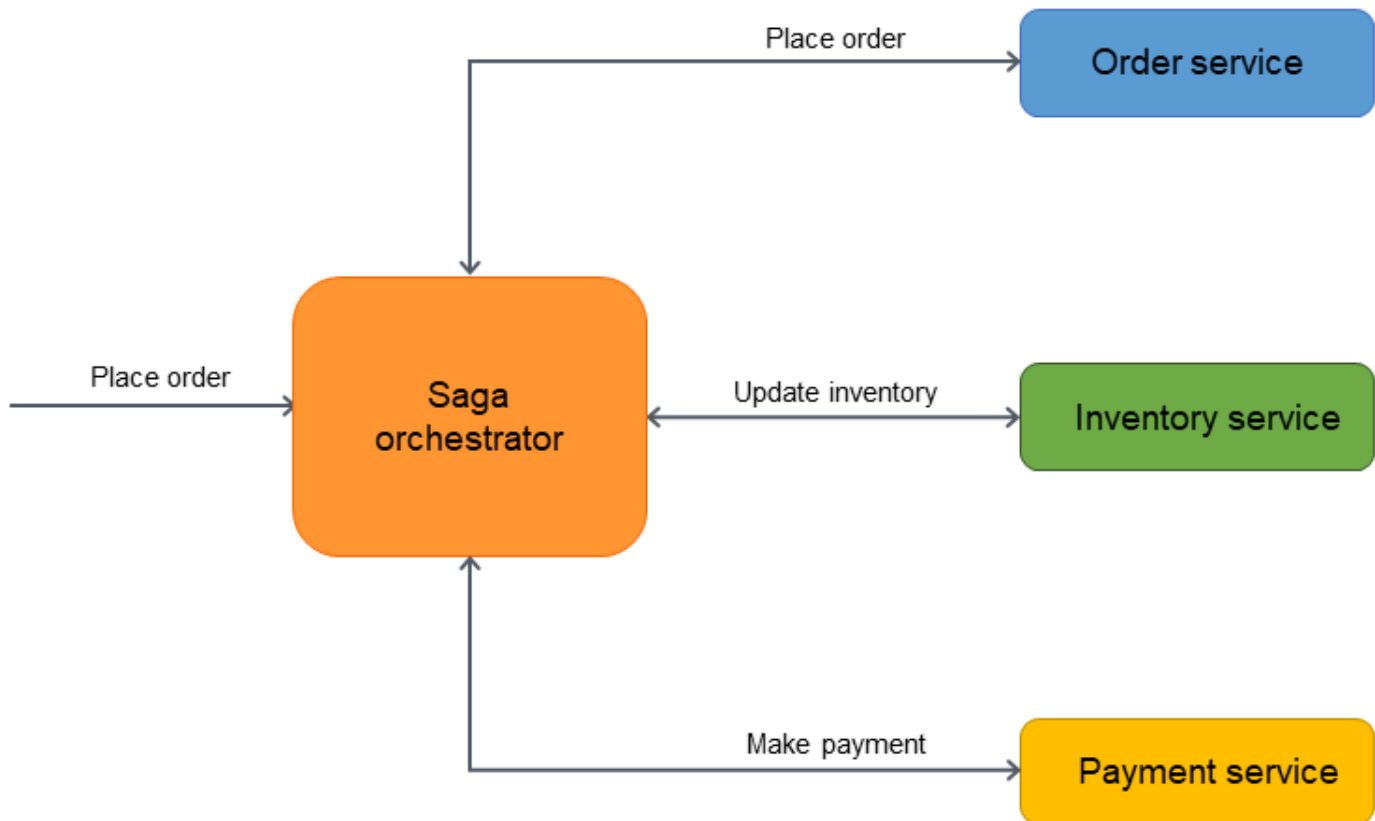 Place order
Order service
Place order
Saga
orchestrator
Update inventory
Inventory service
Make payment
Payment service